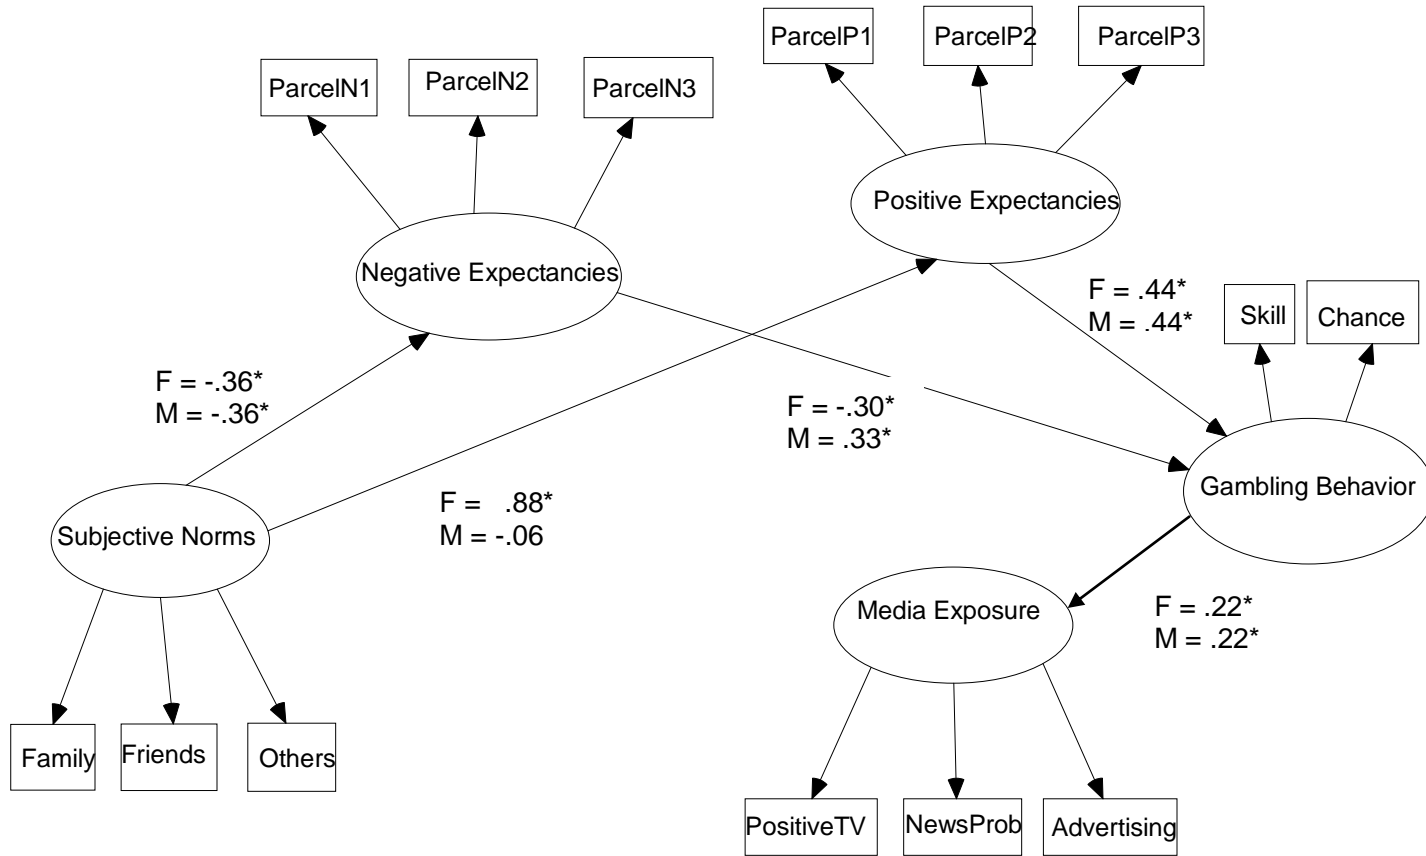 ParcelP1
ParcelP2
ParcelP3
ParcelN1
ParcelN2
ParcelN3
Positive Expectancies
Negative Expectancies
F = .44*
M = .44*
Skill
Chance
F = -.36*
M = -.36*
F = -.30*
M = .33*
Gambling Behavior
Subjective Norms
F = .88*
M = -.06
Media Exposure
F = .22*
M = .22*
Family
Friends
Others
PositiveTV
NewsProb
Advertising